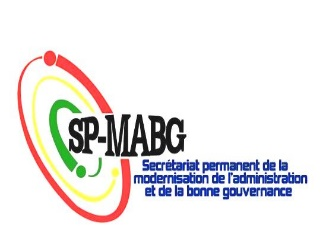 SP-MABG
Secrétariat permanent de la
modernisation de l'administration
et de la bonne gouvernance